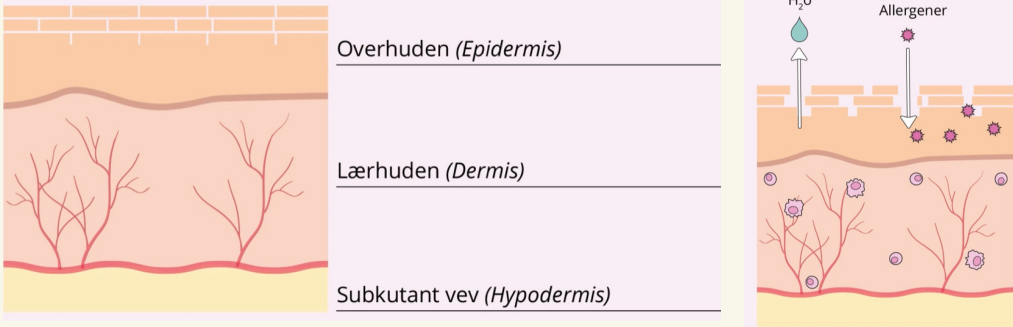 H₂O
Allergener
Overhuden (Epidermis)
Lærhuden (Dermis)
Subkutant vev (Hypodermis)